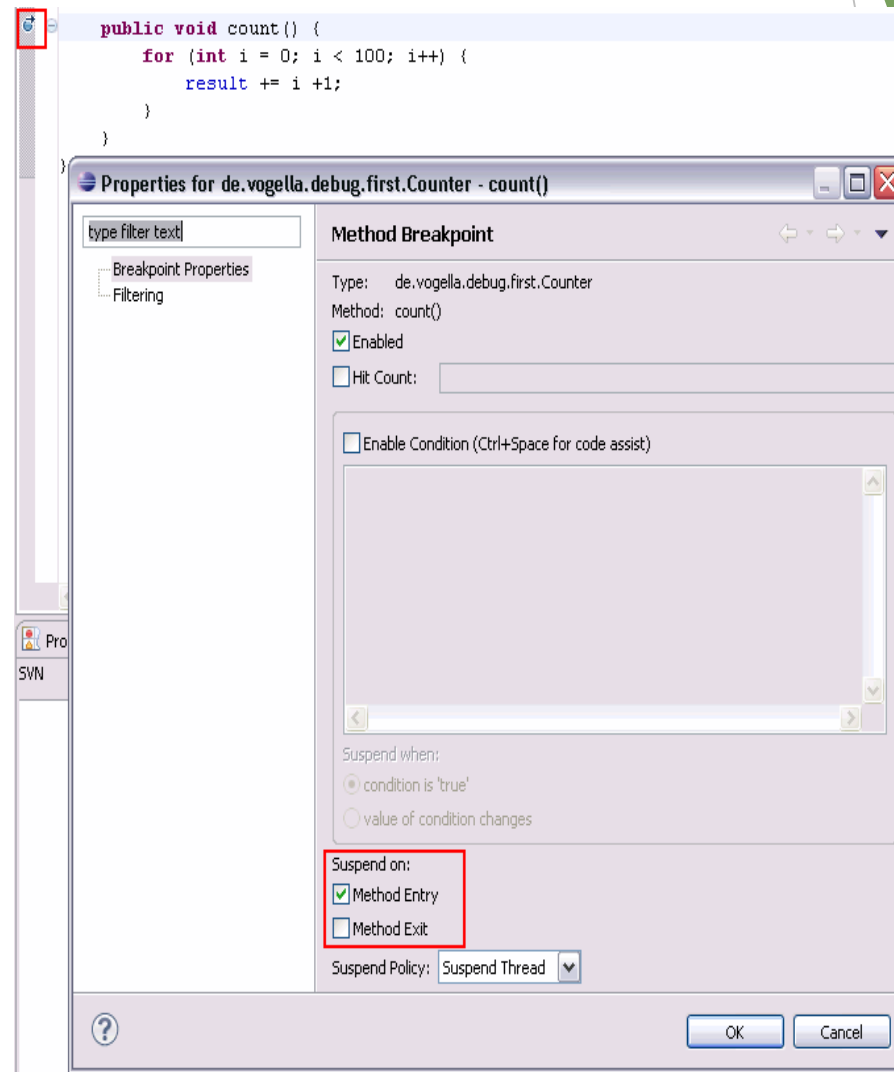 public void count() {
for (int i = 0; i < 100; i++) {
result += i +1;
}
}
}
Properties for de.vogella.debug.first.Counter - count()
type filter text
Breakpoint Properties
Filtering
Method Breakpoint
Type: de.vogella.debug.first.Counter
Method: count()
Enabled
Hit Count:
Enable Condition (Ctrl+Space for code assist)
Suspend when:
condition is 'true'
value of condition changes
Suspend on:
Method Entry
Method Exit
Suspend Policy: Suspend Thread
Pro
SVN
OK
Cancel